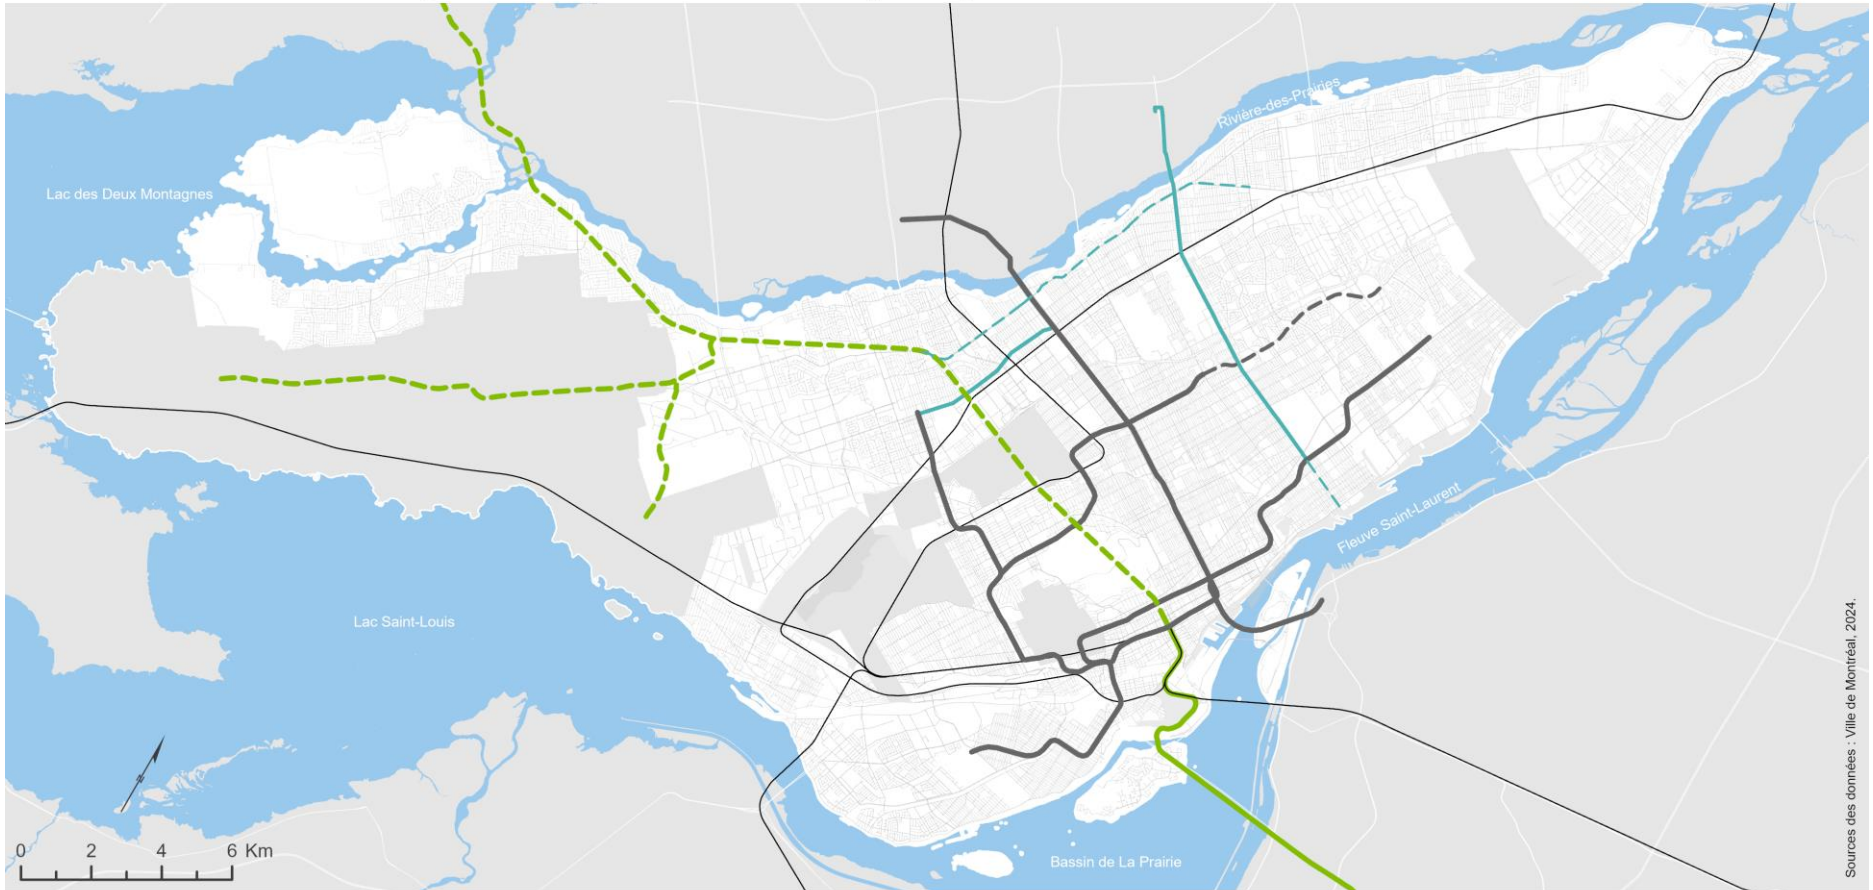 Rivière-des-Prairies
Lac des Deux Montagnes
Fleuve Saint-Laurent
Lac Saint-Louis
Bassin de La Prairie
N
0 2 4 6 Km
Sources des données : Ville de Montréal, 2024.